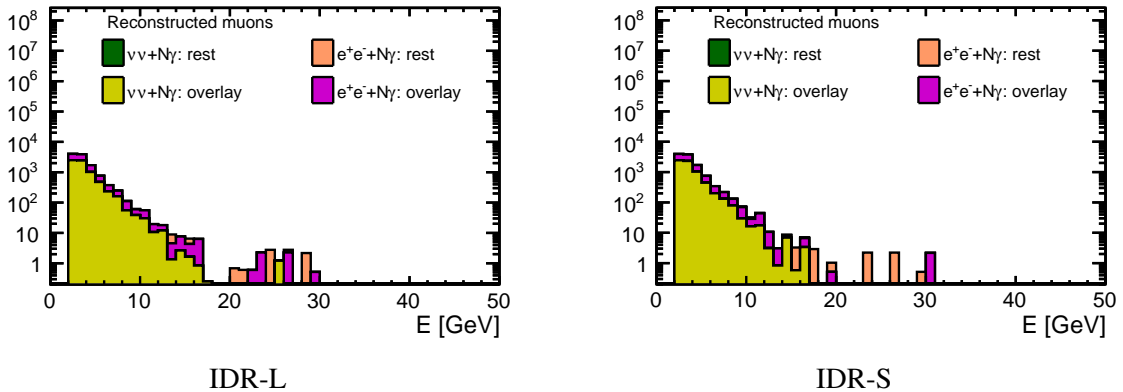 Reconstructed muons
νν+Nγ: rest
e⁺e⁻+Nγ: rest
νν+Nγ: overlay
e⁺e⁻+Nγ: overlay
10⁸
10⁷
10⁶
10⁵
10⁴
10³
10²
10
1
0 10 20 30 40 50
E [GeV]
IDR-L
Reconstructed muons
νν+Nγ: rest
e⁺e⁻+Nγ: rest
νν+Nγ: overlay
e⁺e⁻+Nγ: overlay
10⁸
10⁷
10⁶
10⁵
10⁴
10³
10²
10
1
0 10 20 30 40 50
E [GeV]
IDR-S